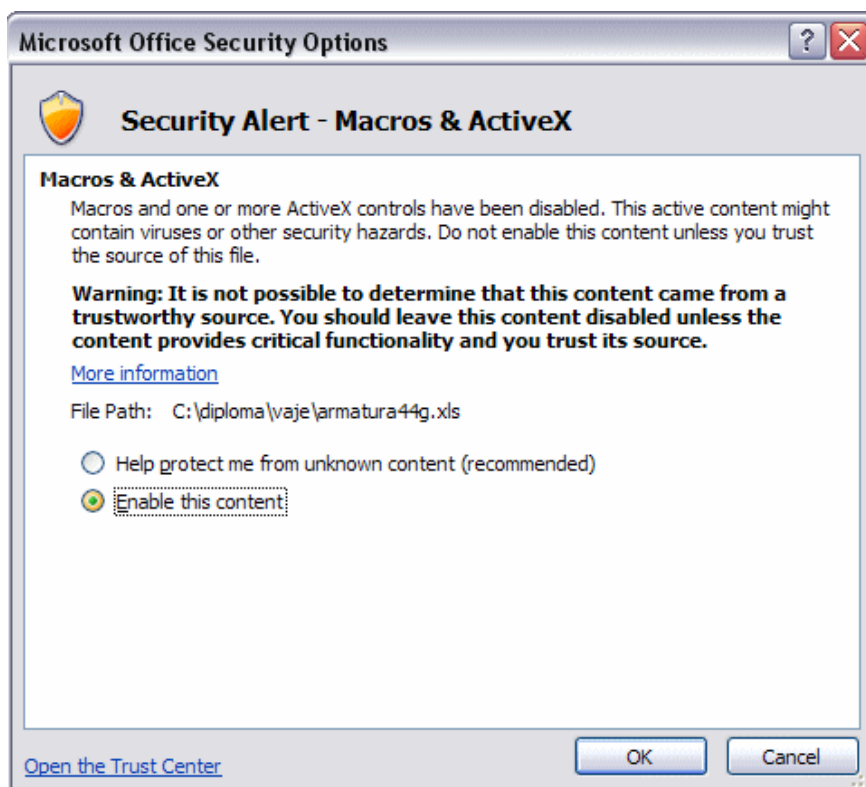 Microsoft Office Security Options
Security Alert - Macros & ActiveX
Macros & ActiveX
Macros and one or more ActiveX controls have been disabled. This active content might
contain viruses or other security hazards. Do not enable this content unless you trust
the source of this file.
Warning: It is not possible to determine that this content came from a
trustworthy source. You should leave this content disabled unless the
content provides critical functionality and you trust its source.
More information
File Path: C:\diploma\vaje\armatura44g.xls
Help protect me from unknown content (recommended)
Enable this content
Open the Trust Center
OK
Cancel